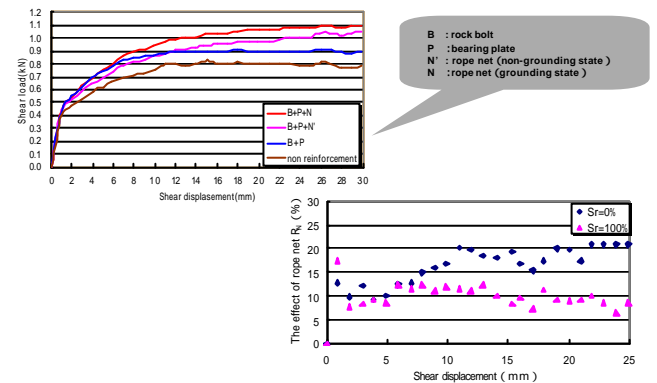 1.2
1.1
1.0
0.9
0.8
0.7
0.6
0.5
0.4
0.3
0.2
0.1
0.0
Shear load(kN)
0 2 4 6 8 10 12 14 16 18 20 22 24 26 28 30
Shear displasement(mm)
B+P+N
B+P+N'
B+P
non reinforcement
B : rock bolt
P : bearing plate
N' : rope net (non-grounding state)
N : rope net (grounding state)
30
25
20
15
10
5
0
The effect of rope net RN (%)
Sr=0%
Sr=100%
0 5 10 15 20 25
Shear displacement (mm)